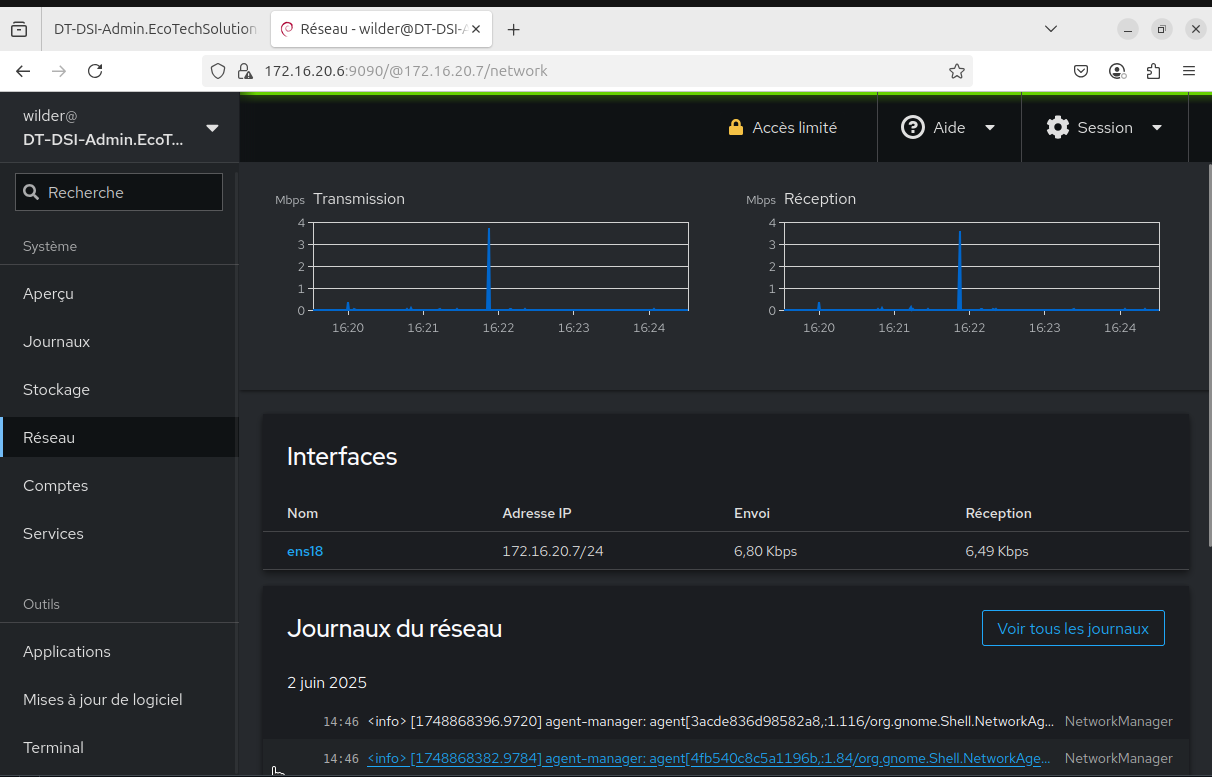 DT-DSI-Admin.EcoTechSolution
Réseau - wilder@DT-DSI-A
172.16.20.6:9090/@172.16.20.7/network
wilder@
DT-DSI-Admin.EcoT...
Accès limité
Aide
Session
Recherche
Système
Aperçu
Journaux
Stockage
Réseau
Comptes
Services
Outils
Applications
Mises à jour de logiciel
Terminal
Mbps Transmission
4
3
2
1
0
16:20 16:21 16:22 16:23 16:24
Mbps Réception
4
3
2
1
0
16:20 16:21 16:22 16:23 16:24
Interfaces
Nom Adresse IP Envoi Réception
ens18 172.16.20.7/24 6,80 Kbps 6,49 Kbps
Journaux du réseau
Voir tous les journaux
2 juin 2025
14:46 <info> [1748868396.9720] agent-manager: agent[3acde836d98582a8,:1.116/org.gnome.Shell.NetworkAg... NetworkManager
14:46 <info> [1748868382.9784] agent-manager: agent[4fb540c8c5a1196b,:1.84/org.gnome.Shell.NetworkAge... NetworkManager